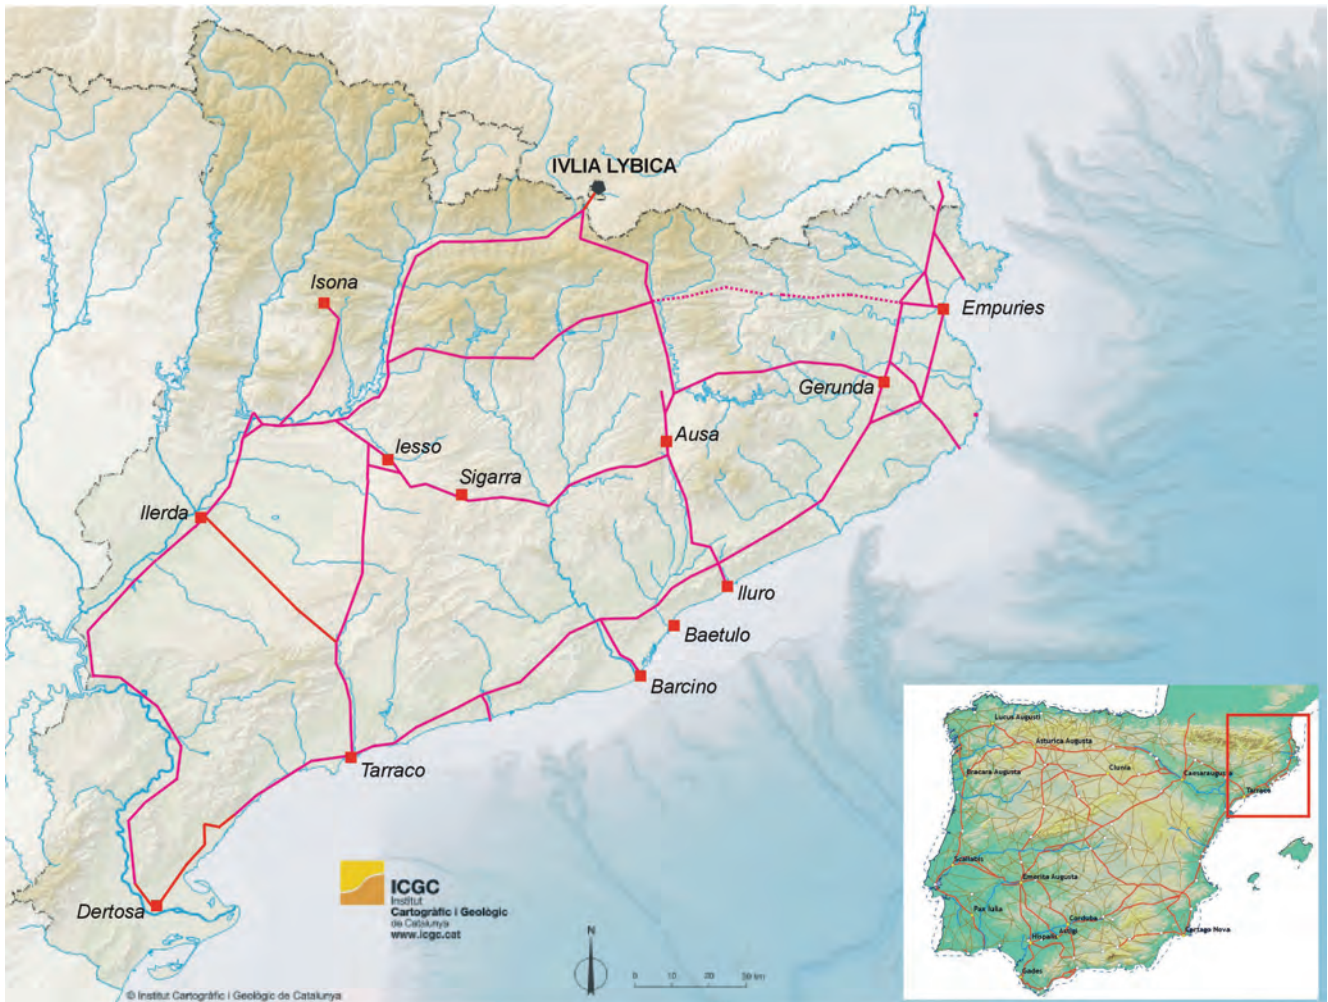 IVLIA LYBICA
Isona
Empuries
Gerunda
Ausa
Iesso
Sigarra
Ilerda
Iluro
Baetulo
Barcino
Tarraco
Dertosa
ICGC
Institut
Cartogràfic i Geològic
de Catalunya
www.icgc.cat
N
0 10 20 30 km
© Institut Cartogràfic i Geològic de Catalunya
Lucus Augusti
Asturica Augusta
Bracara Augusta
Clunia
Caesaraugusta
Tarraco
Scallabis
Emerita Augusta
Pax Iulia
Corduba
Astigi
Hispalis
Cartago Nova
Gades